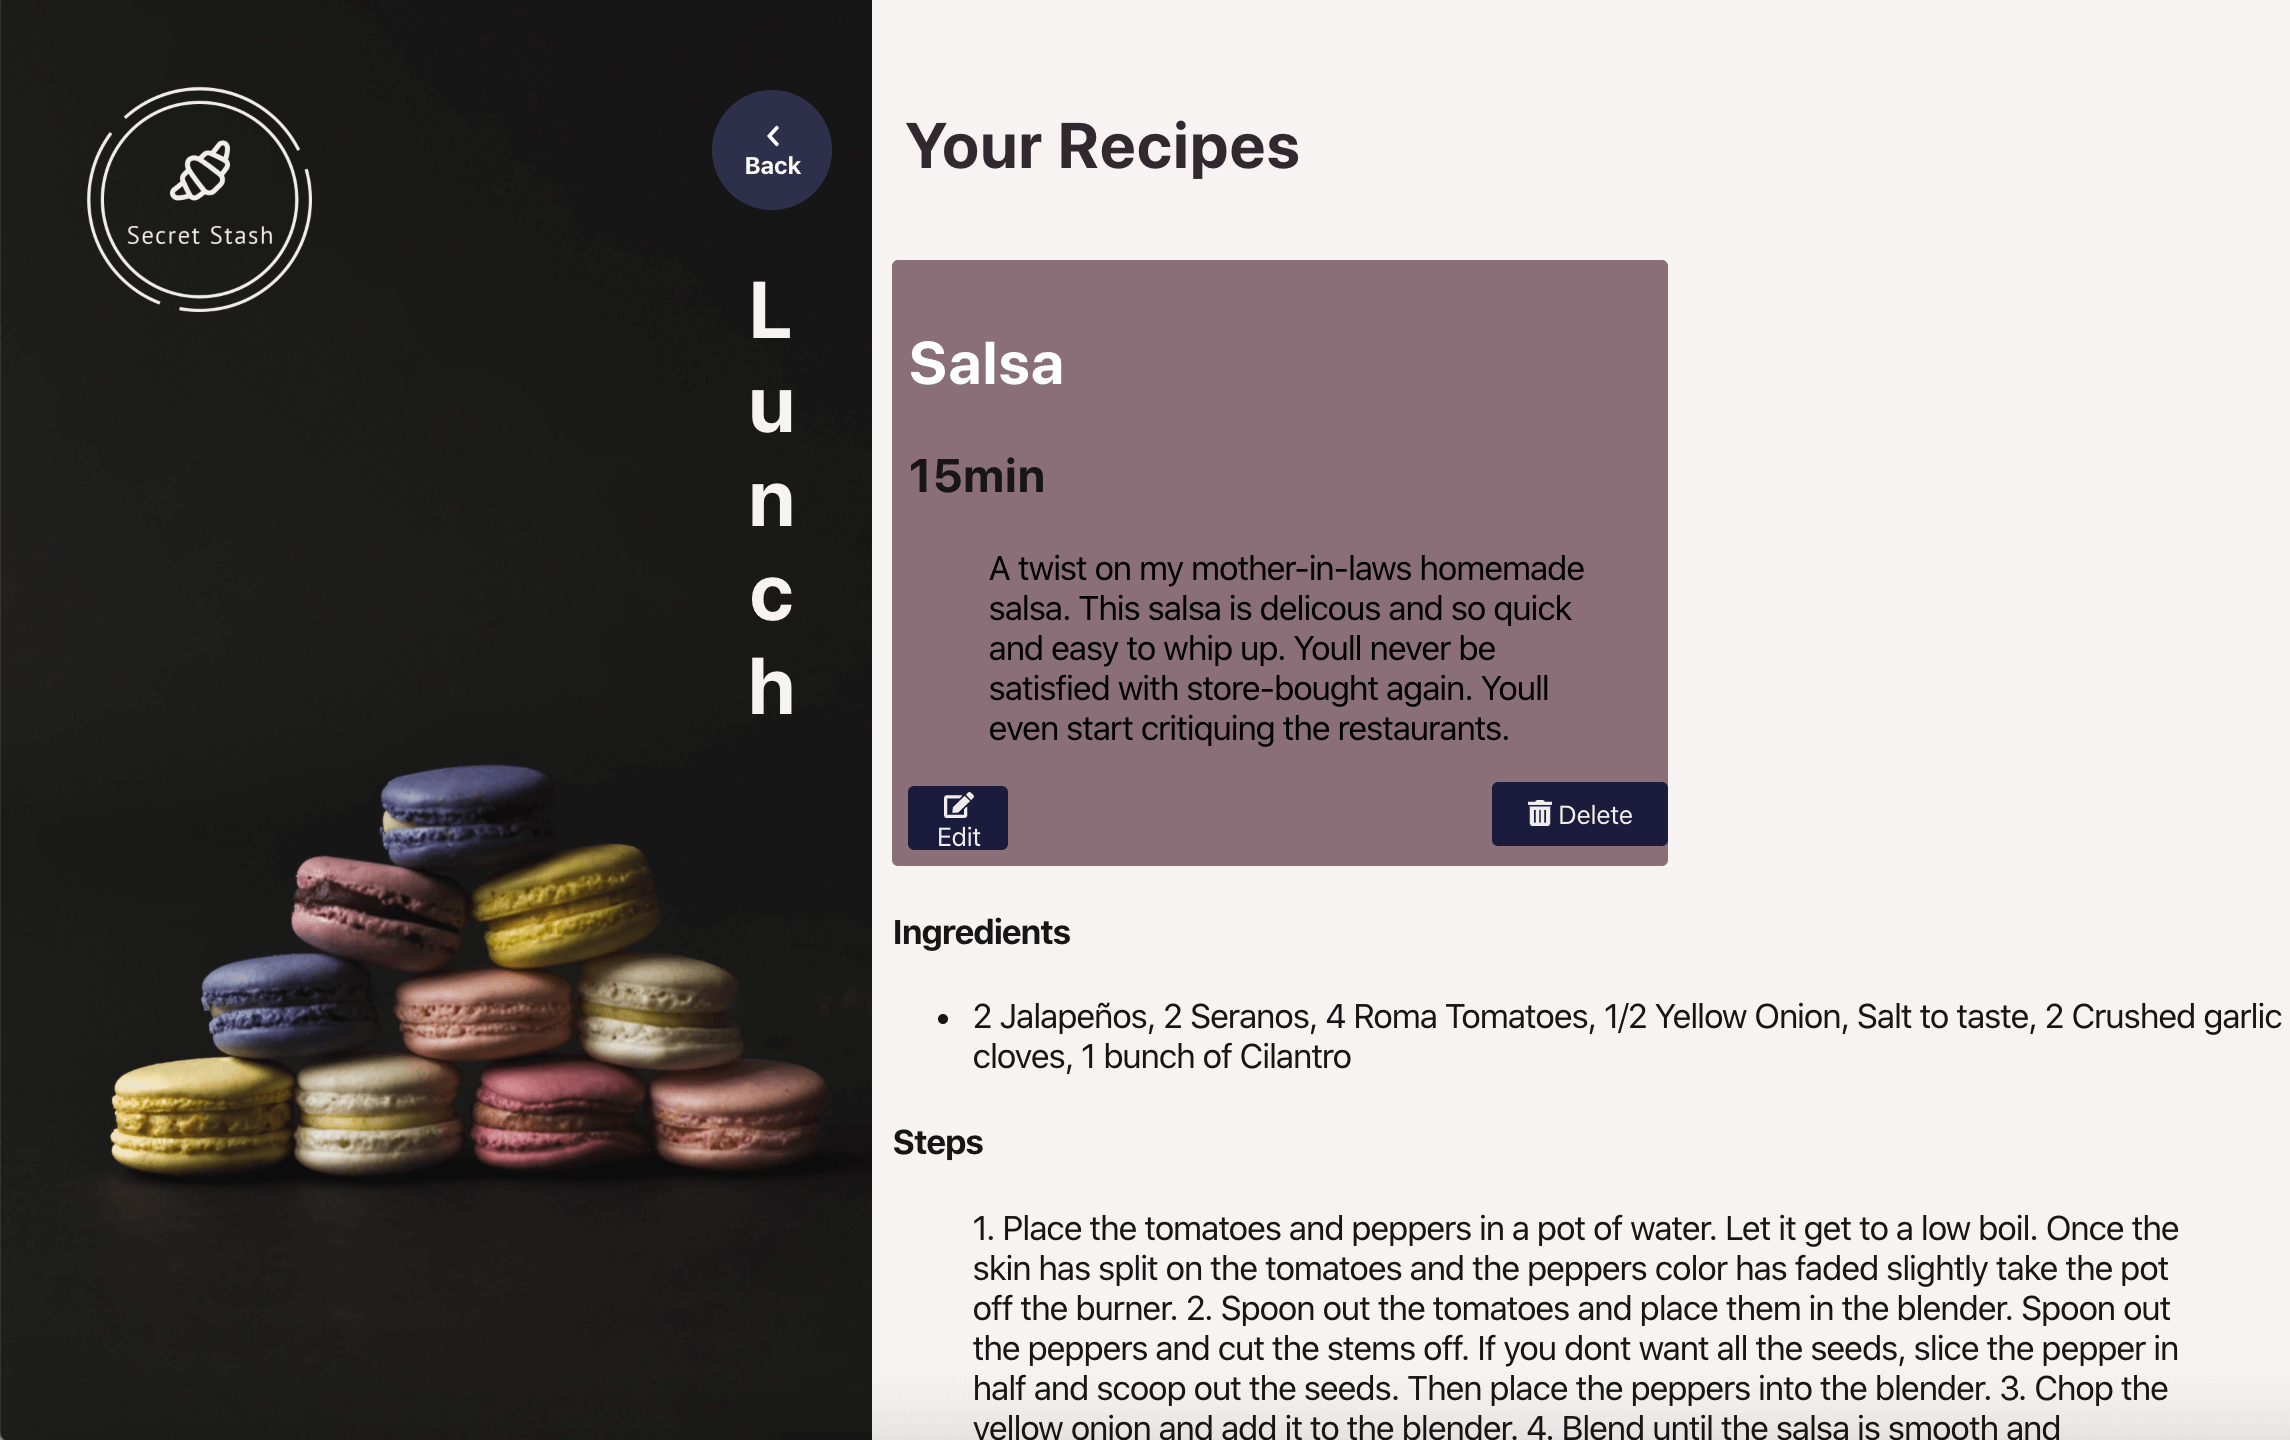 Secret Stash
Back
Lunch
Your Recipes
Salsa
15min
A twist on my mother-in-laws homemade
salsa. This salsa is delicous and so quick
and easy to whip up. Youll never be
satisfied with store-bought again. Youll
even start critiquing the restaurants.
Edit
Delete
Ingredients
• 2 Jalapeños, 2 Seranos, 4 Roma Tomatoes, 1/2 Yellow Onion, Salt to taste, 2 Crushed garlic
cloves, 1 bunch of Cilantro
Steps
1. Place the tomatoes and peppers in a pot of water. Let it get to a low boil. Once the
skin has split on the tomatoes and the peppers color has faded slightly take the pot
off the burner. 2. Spoon out the tomatoes and place them in the blender. Spoon out
the peppers and cut the stems off. If you dont want all the seeds, slice the pepper in
half and scoop out the seeds. Then place the peppers into the blender. 3. Chop the
yellow onion and add it to the blender. 4. Blend until the salsa is smooth and